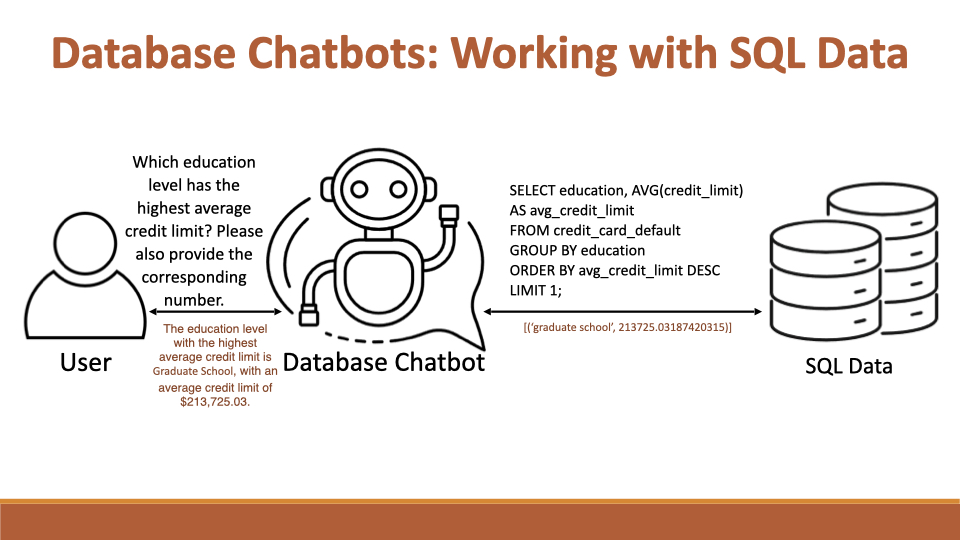 Database Chatbots: Working with SQL Data
Which education
level has the
highest average
credit limit? Please
also provide the
corresponding
number.
The education level
with the highest
average credit limit is
Graduate School, with an
average credit limit of
$213,725.03.
User
Database Chatbot
SELECT education, AVG(credit_limit)
AS avg_credit_limit
FROM credit_card_default
GROUP BY education
ORDER BY avg_credit_limit DESC
LIMIT 1;
[(‘graduate school’, 213725.03187420315)]
SQL Data